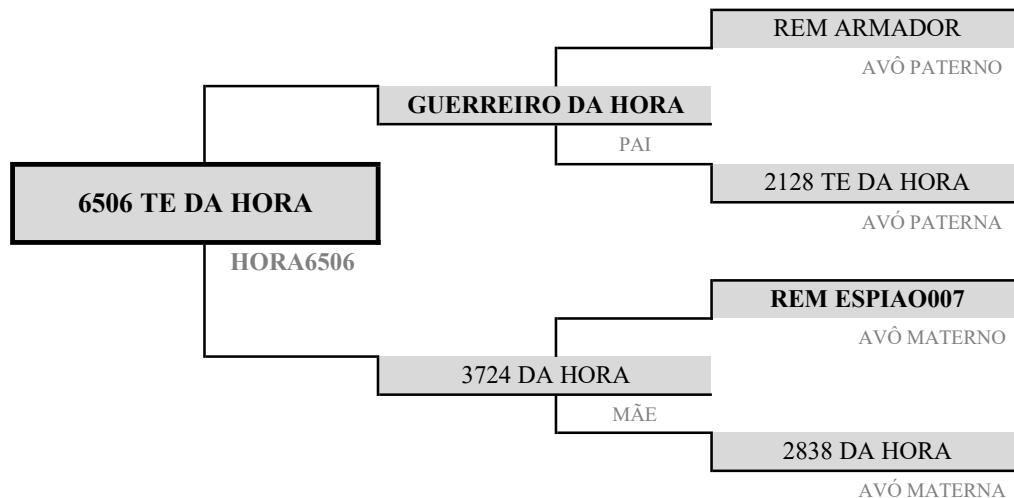 REM ARMADOR
AVÔ PATERNO
GUERREIRO DA HORA
PAI
2128 TE DA HORA
AVÓ PATERNA
6506 TE DA HORA
HORA6506
REM ESPIAO007
AVÔ MATERNO
3724 DA HORA
MÃE
2838 DA HORA
AVÓ MATERNA